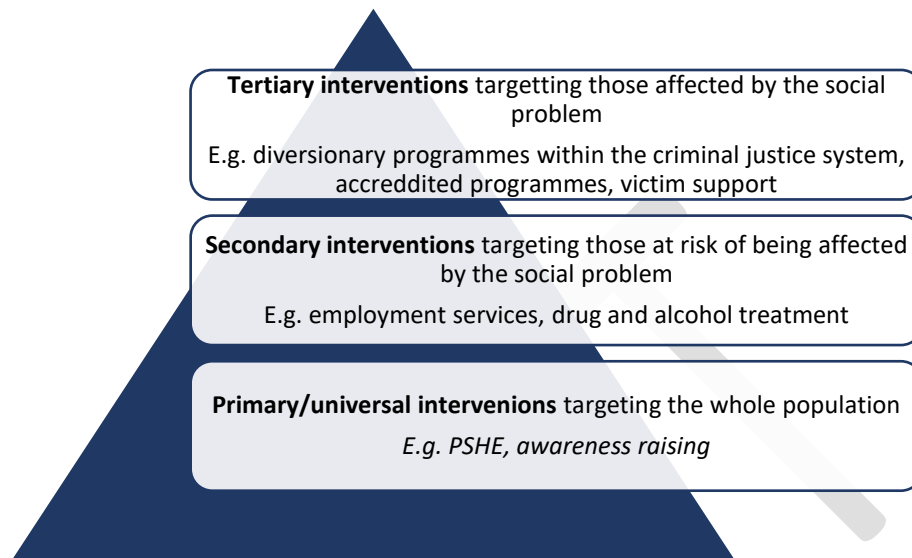 Tertiary interventions targetting those affected by the social
problem
E.g. diversionary programmes within the criminal justice system,
accreddited programmes, victim support
Secondary interventions targeting those at risk of being affected
by the social problem
E.g. employment services, drug and alcohol treatment
Primary/universal intervenions targeting the whole population
E.g. PSHE, awareness raising